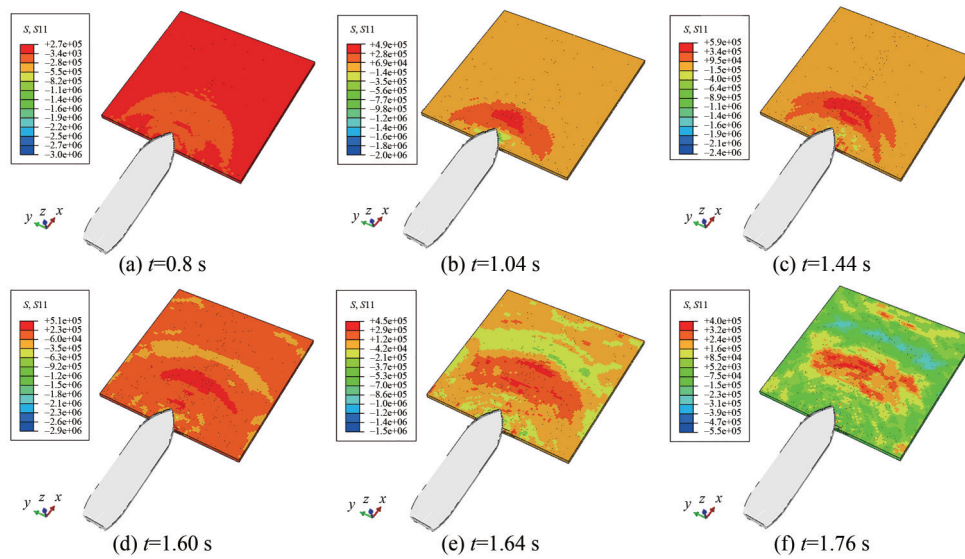 S, S11
+2.7e+05
−3.4e+03
−2.8e+05
−5.5e+05
−8.2e+05
−1.1e+06
−1.4e+06
−1.6e+06
−1.9e+06
−2.2e+06
−2.5e+06
−2.7e+06
−3.0e+06
y z x
(a) t=0.8 s
S, S11
+4.9e+05
+2.8e+05
+6.9e+04
−1.4e+05
−3.5e+05
−5.6e+05
−7.7e+05
−9.8e+05
−1.2e+06
−1.4e+06
−1.6e+06
−1.8e+06
−2.0e+06
y z x
(b) t=1.04 s
S, S11
+5.9e+05
+3.4e+05
+9.5e+04
−1.5e+05
−4.0e+05
−6.4e+05
−8.9e+05
−1.1e+06
−1.4e+06
−1.6e+06
−1.9e+06
−2.1e+06
−2.4e+06
y z x
(c) t=1.44 s
S, S11
+5.1e+05
+2.3e+05
−6.0e+04
−3.5e+05
−6.3e+05
−9.2e+05
−1.2e+06
−1.5e+06
−1.8e+06
−2.1e+06
−2.3e+06
−2.6e+06
−2.9e+06
y z x
(d) t=1.60 s
S, S11
+4.5e+05
+2.9e+05
+1.2e+05
−4.2e+04
−2.1e+05
−3.7e+05
−5.3e+05
−7.0e+05
−8.6e+05
−1.0e+06
−1.2e+06
−1.4e+06
−1.5e+06
y z x
(e) t=1.64 s
S, S11
+4.0e+05
+3.2e+05
+2.4e+05
+1.6e+05
+8.5e+04
+5.2e+03
−7.5e+04
−1.5e+05
−2.3e+05
−3.1e+05
−3.9e+05
−4.7e+05
−5.5e+05
y z x
(f) t=1.76 s